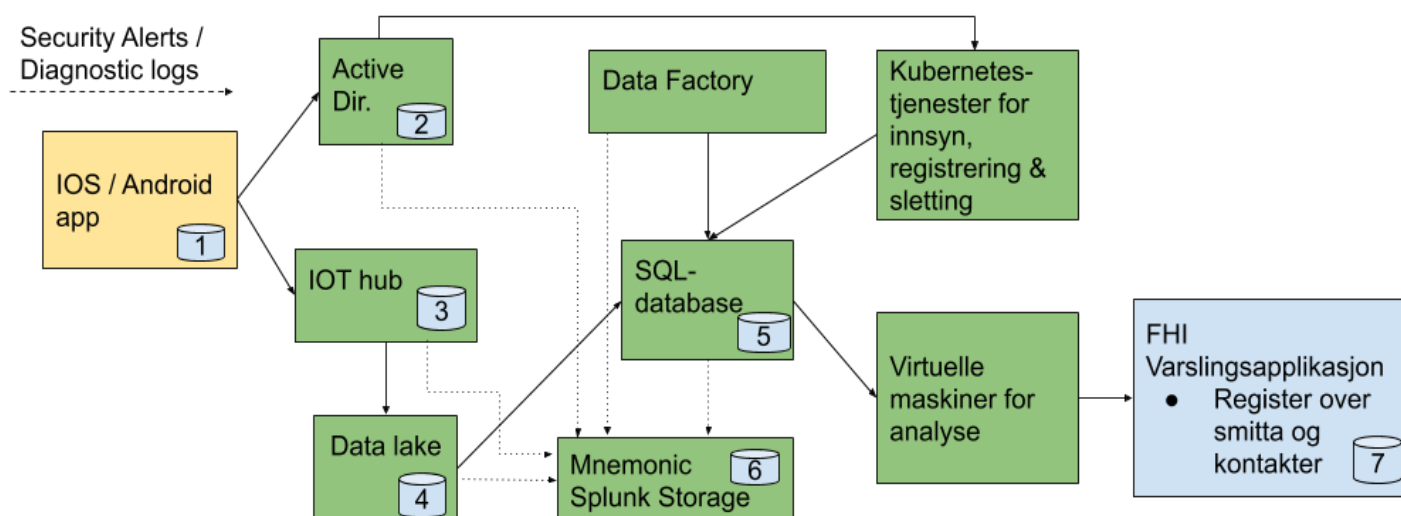 Security Alerts /
Diagnostic logs
Active
Dir.
2
Data Factory
Kubernetes-
tjenester for
innsyn,
registrering &
sletting
IOS / Android
app
1
IOT hub
3
SQL-
database
5
Virtuelle
maskiner for
analyse
FHI
Varslingsapplikasjon
● Register over
smitta og
kontakter
7
Data lake
4
Mnemonic
Splunk Storage
6